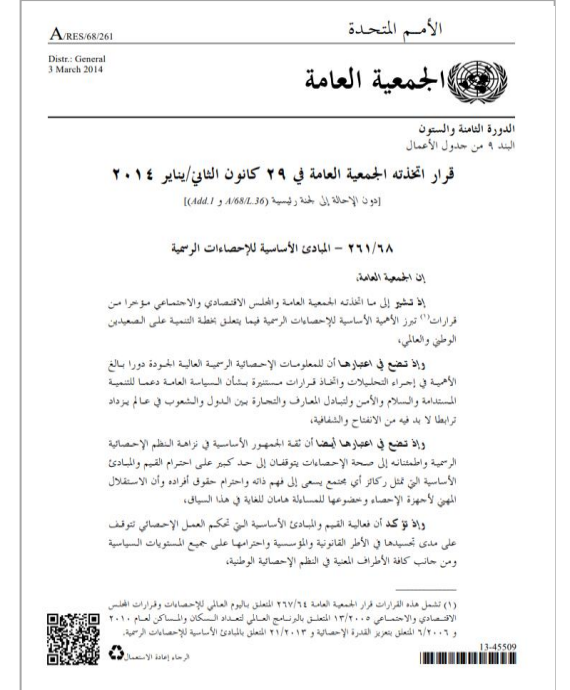 الأمـم المتحدة
A/RES/68/261
Distr.: General
3 March 2014
الجمعية العامة
الدورة الثامنة والستون
البند ٩ من جدول الأعمال
قرار اتخذته الجمعية العامة في ٢٩ كانون الثاني/يناير ٢٠١٤
[دون الإحالة إلى لجنة رئيسية (A/68/L.36 و Add.1)]
٢٦١/٦٨ – المبادئ الأساسية للإحصاءات الرسمية
إن الجمعية العامة،
إذ تشير إلى ما اتخذته الجمعية العامة والمجلس الاقتصادي والاجتماعي مؤخرا من
قرارات(١) تبرز الأهمية الأساسية للإحصاءات الرسمية فيما يتعلق بخطة التنمية على الصعيدين
الوطني والعالمي،
وإذ تضع في اعتبارها أن للمعلومات الإحصائية الرسمية العالية الجودة دورا بالغ
الأهمية في إجراء التحليلات واتخاذ قرارات مستنيرة بشأن السياسة العامة دعما للتنمية
المستدامة والسلام والأمن ولتبادل المعارف والتجارة بين الدول والشعوب في عالم يزداد
ترابطا لا بد فيه من الانفتاح والشفافية،
وإذ تضع في اعتبارها أيضا أن ثقة الجمهور الأساسية في نزاهة النظم الإحصائية
الرسمية واطمئنانه إلى صحة الإحصاءات يتوقفان إلى حد كبير على احترام القيم والمبادئ
الأساسية التي تمثل ركائز أي مجتمع يسعى إلى فهم ذاته واحترام حقوق أفراده وأن الاستقلال
المهني لأجهزة الإحصاء وخضوعها للمساءلة هامان للغاية في هذا السياق،
وإذ تؤكد أن فعالية القيم والمبادئ الأساسية التي تحكم العمل الإحصائي تتوقف
على مدى تجسيدها في الأطر القانونية والمؤسسية واحترامها على جميع المستويات السياسية
ومن جانب كافة الأطراف المعنية في النظم الإحصائية الوطنية،
(١) تشمل هذه القرارات قرار الجمعية العامة ٢٦٧/٦٤ المتعلق باليوم العالمي للإحصاءات وقرارات المجلس
الاقتصادي والاجتماعي ١٣/٢٠٠٥ المتعلق بالبرنامج العالمي لتعداد السكان والمساكن لعام ٢٠١٠
و ٦/٢٠٠٦ المتعلق بتعزيز القدرة الإحصائية و ٢١/٢٠١٣ المتعلق بالمبادئ الأساسية للإحصاءات الرسمية.
13-45509
الرجاء إعادة الاستعمال